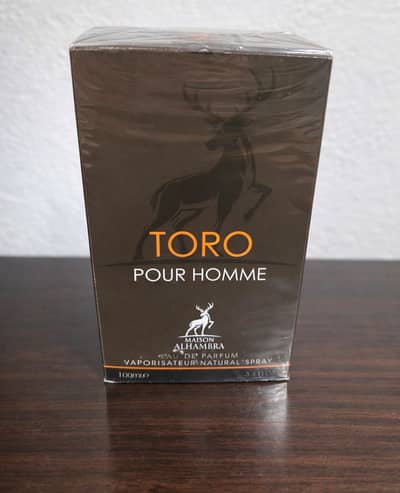 TORO
POUR HOMME
MAISON
ALHAMBRA
EAU DE PARFUM
VAPORISATEUR NATURAL SPRAY
100ml℮